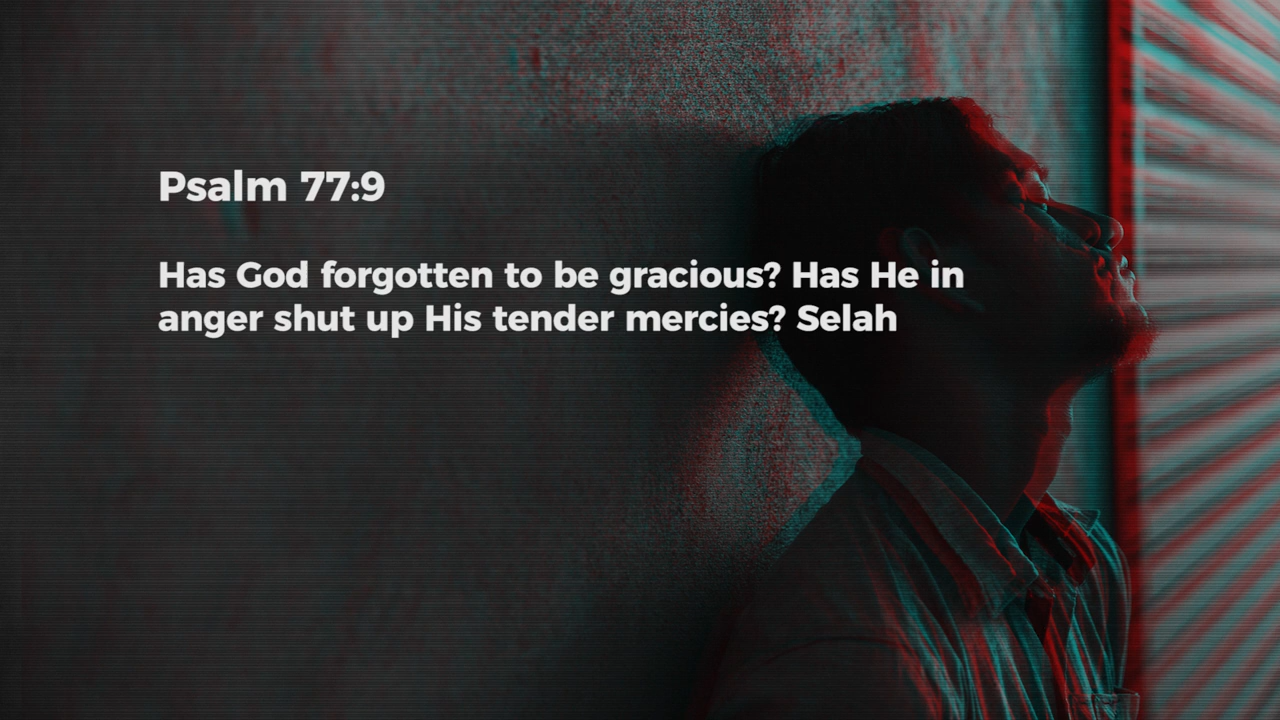 Psalm 77:9
Has God forgotten to be gracious? Has He in
anger shut up His tender mercies? Selah